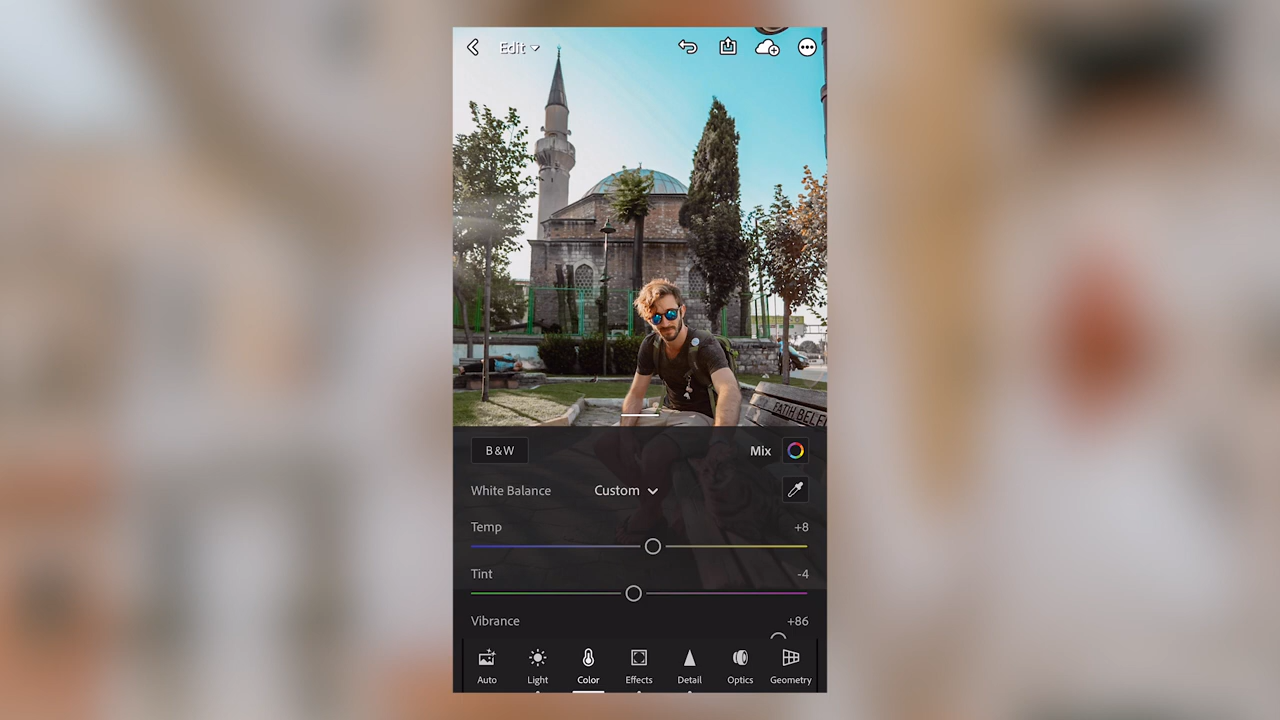 Edit
FATIH BELE
B&W
Mix
White Balance
Custom
Temp
+8
Tint
-4
Vibrance
+86
Auto
Light
Color
Effects
Detail
Optics
Geometry